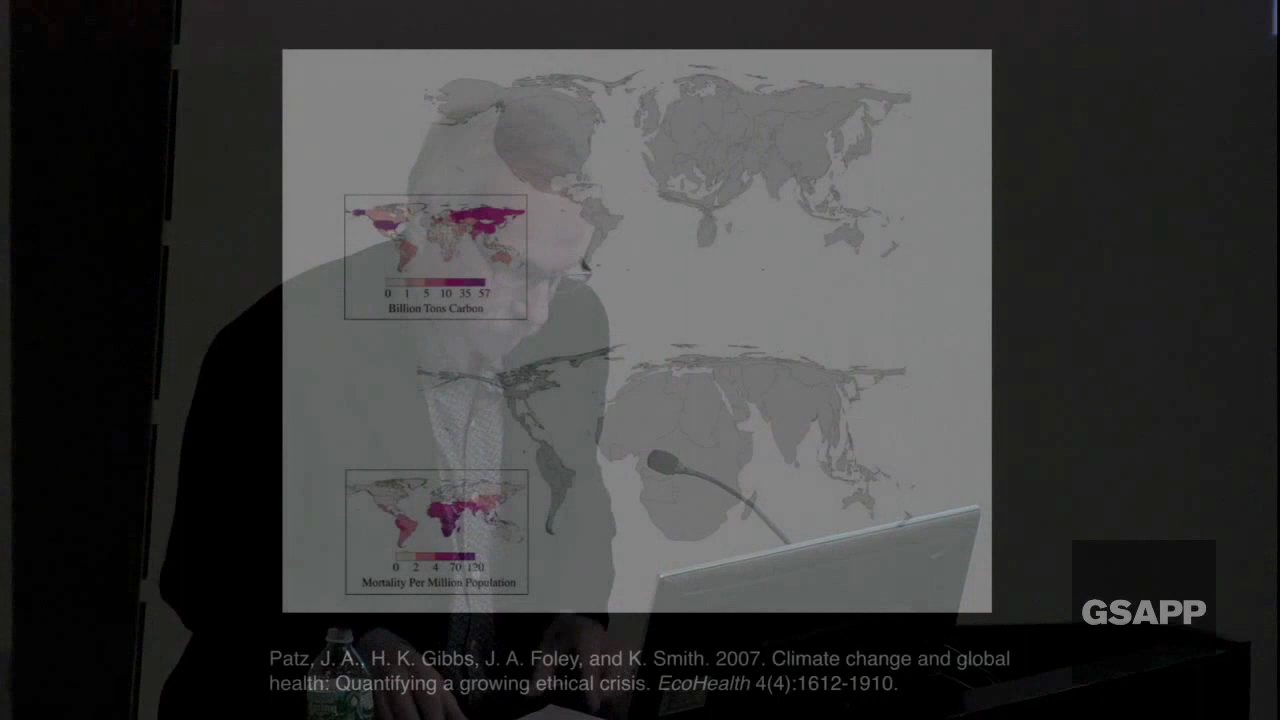 0 1 5 10 35 57
Billion Tons Carbon
0 2 4 70 120
Mortality Per Million Population
GSAPP
Patz, J. A., H. K. Gibbs, J. A. Foley, and K. Smith. 2007. Climate change and global
health: Quantifying a growing ethical crisis. EcoHealth 4(4):1612-1910.